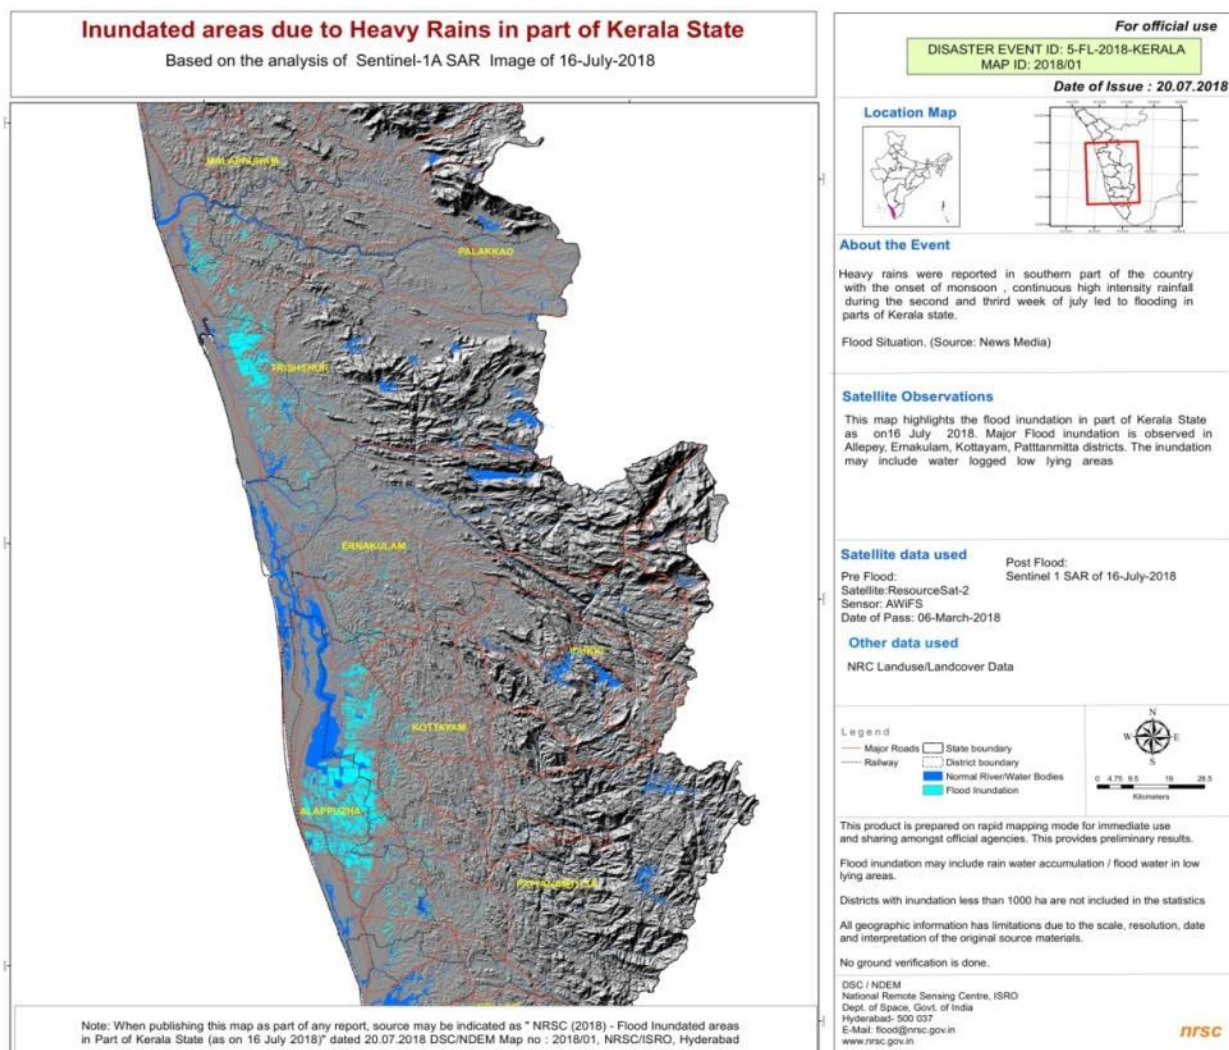 Inundated areas due to Heavy Rains in part of Kerala State
Based on the analysis of Sentinel-1A SAR Image of 16-July-2018
MALAPPURAM
PALAKKAD
TRISHSHUR
ERNAKULAM
IDUKKI
KOTTAYAM
ALAPPUZHA
PATTANAMTITTA
Note: When publishing this map as part of any report, source may be indicated as " NRSC (2018) - Flood Inundated areas
in Part of Kerala State (as on 16 July 2018)" dated 20.07.2018 DSC/NDEM Map no : 2018/01, NRSC/ISRO, Hyderabad
For official use
DISASTER EVENT ID: 5-FL-2018-KERALA
MAP ID: 2018/01
Date of Issue : 20.07.2018
Location Map
About the Event
Heavy rains were reported in southern part of the country
with the onset of monsoon , continuous high intensity rainfall
during the second and thrird week of july led to flooding in
parts of Kerala state.
Flood Situation. (Source: News Media)
Satellite Observations
This map highlights the flood inundation in part of Kerala State
as on16 July 2018. Major Flood inundation is observed in
Allepey, Ernakulam, Kottayam, Patttanmitta districts. The inundation
may include water logged low lying areas
Satellite data used
Pre Flood:
Satellite:ResourceSat-2
Sensor: AWiFS
Date of Pass: 06-March-2018
Post Flood:
Sentinel 1 SAR of 16-July-2018
Other data used
NRC Landuse/Landcover Data
Legend
Major Roads
Railway
State boundary
District boundary
Normal River/Water Bodies
Flood Inundation
N
W E
S
0 4.75 9.5 19 28.5
Kilometers
This product is prepared on rapid mapping mode for immediate use
and sharing amongst official agencies. This provides preliminary results.
Flood inundation may include rain water accumulation / flood water in low
lying areas.
Districts with inundation less than 1000 ha are not included in the statistics
All geographic information has limitations due to the scale, resolution, date
and interpretation of the original source materials.
No ground verification is done.
DSC / NDEM
National Remote Sensing Centre, ISRO
Dept. of Space, Govt. of India
Hyderabad- 500 037
E-Mail: flood@nrsc.gov.in
www.nrsc.gov.in
nrsc